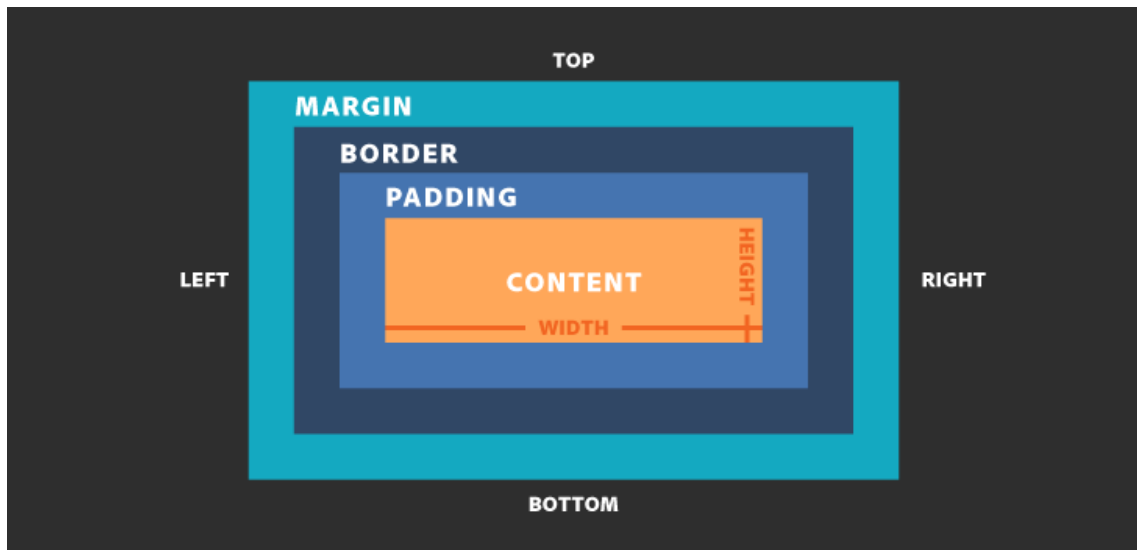 TOP
MARGIN
BORDER
PADDING
HEIGHT
LEFT
CONTENT
RIGHT
WIDTH
BOTTOM